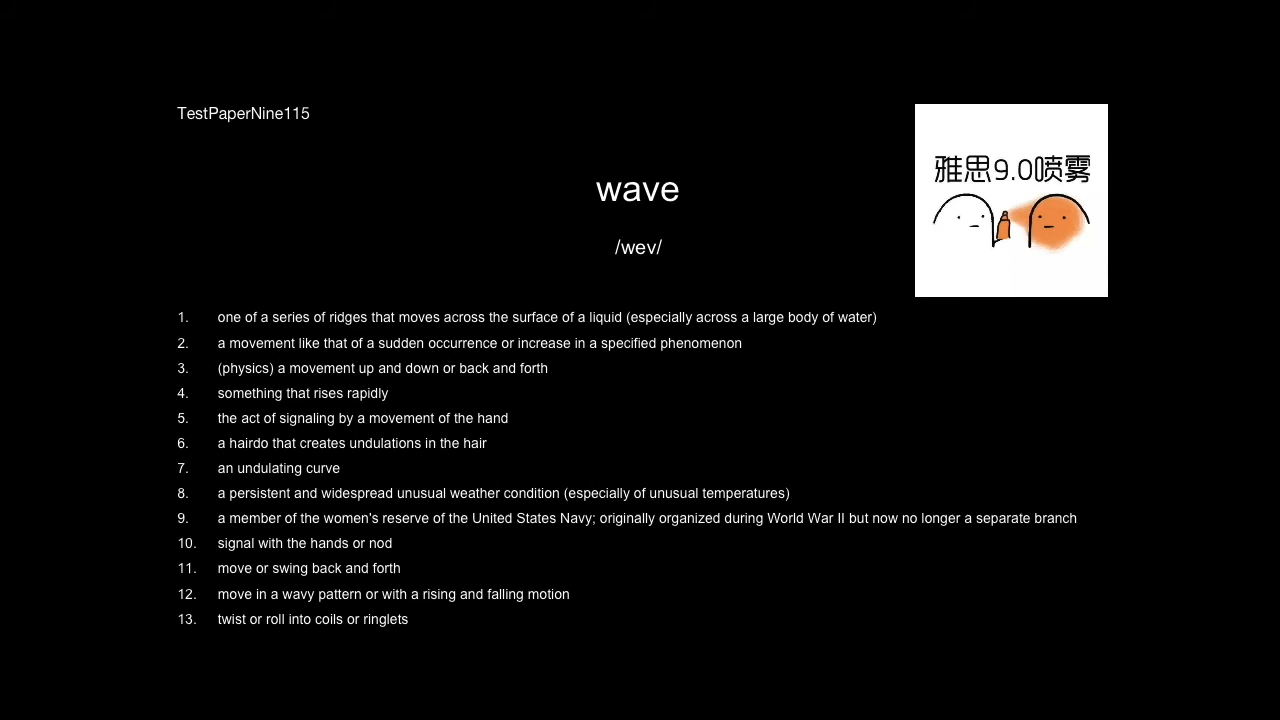 TestPaperNine115
雅思9.0喷雾
wave
/wev/
1. one of a series of ridges that moves across the surface of a liquid (especially across a large body of water)
2. a movement like that of a sudden occurrence or increase in a specified phenomenon
3. (physics) a movement up and down or back and forth
4. something that rises rapidly
5. the act of signaling by a movement of the hand
6. a hairdo that creates undulations in the hair
7. an undulating curve
8. a persistent and widespread unusual weather condition (especially of unusual temperatures)
9. a member of the women's reserve of the United States Navy; originally organized during World War II but now no longer a separate branch
10. signal with the hands or nod
11. move or swing back and forth
12. move in a wavy pattern or with a rising and falling motion
13. twist or roll into coils or ringlets